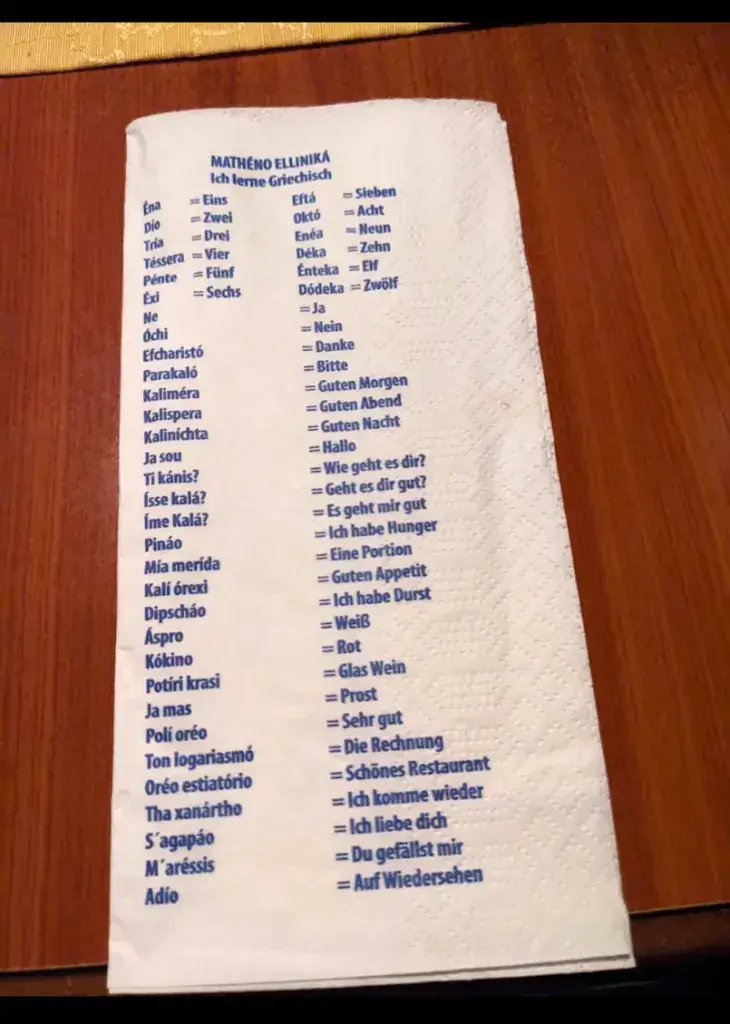 MATHÉNO ELLINIKÁ
Ich lerne Griechisch
Éna = Eins Eftá = Sieben
Dío = Zwei Októ = Acht
Tría = Drei Enéa = Neun
Téssera = Vier Déka = Zehn
Pénte = Fünf Énteka = Elf
Éxi = Sechs Dódeka = Zwölf
Ne = Ja
Óchi = Nein
Efcharistó = Danke
Parakaló = Bitte
Kaliméra = Guten Morgen
Kalispera = Guten Abend
Kaliníchta = Guten Nacht
Ja sou = Hallo
Ti kánis? = Wie geht es dir?
Ísse kalá? = Geht es dir gut?
Íme Kalá? = Es geht mir gut
Pináo = Ich habe Hunger
Mía merída = Eine Portion
Kalí órexi = Guten Appetit
Dipscháo = Ich habe Durst
Áspro = Weiß
Kókino = Rot
Potíri krasi = Glas Wein
Ja mas = Prost
Polí oréo = Sehr gut
Ton logariasmó = Die Rechnung
Oréo estiatório = Schönes Restaurant
Tha xanártho = Ich komme wieder
S´agapáo = Ich liebe dich
M´aréssis = Du gefällst mir
Adío = Auf Wiedersehen